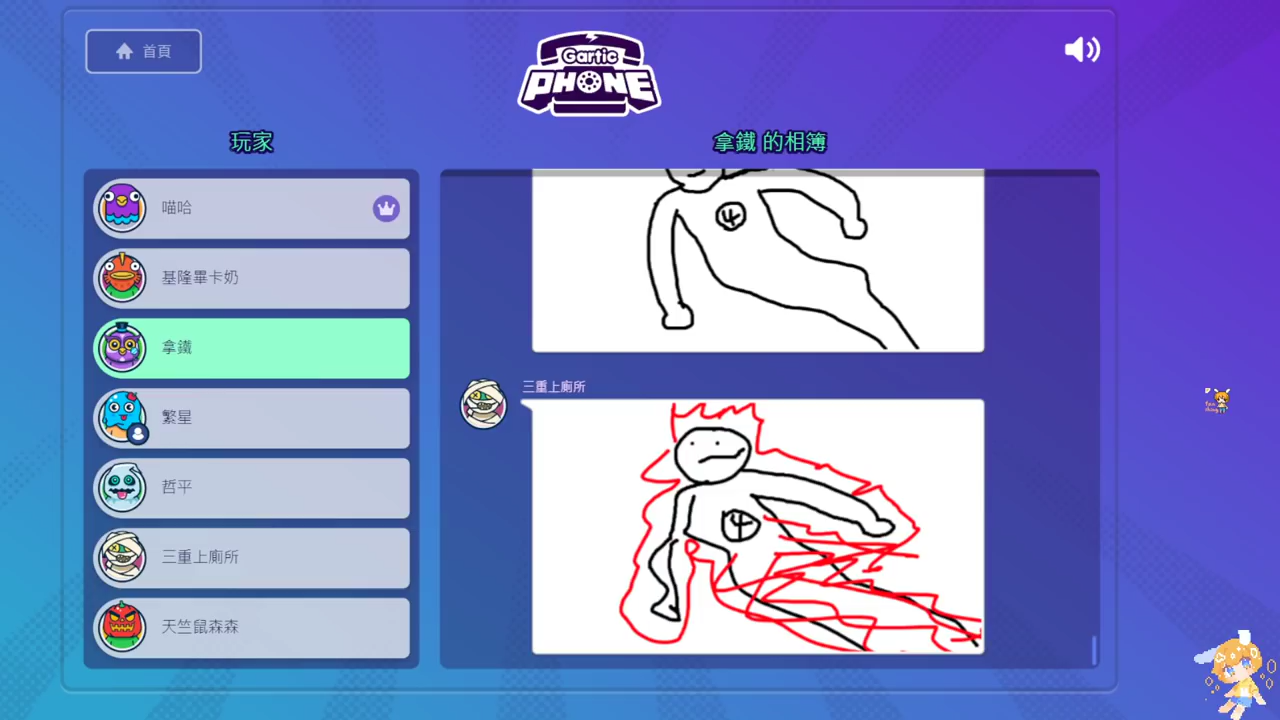 首頁
Gartic
PHONE
玩家
拿鐵 的相簿
喵哈
基隆畢卡奶
拿鐵
繁星
哲平
三重上廁所
天竺鼠森森
4
三重上廁所
4